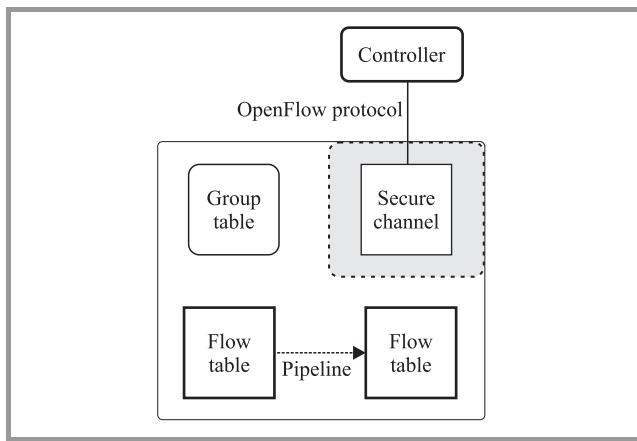 Controller
OpenFlow protocol
Group
table
Secure
channel
Flow
table
Pipeline
Flow
table